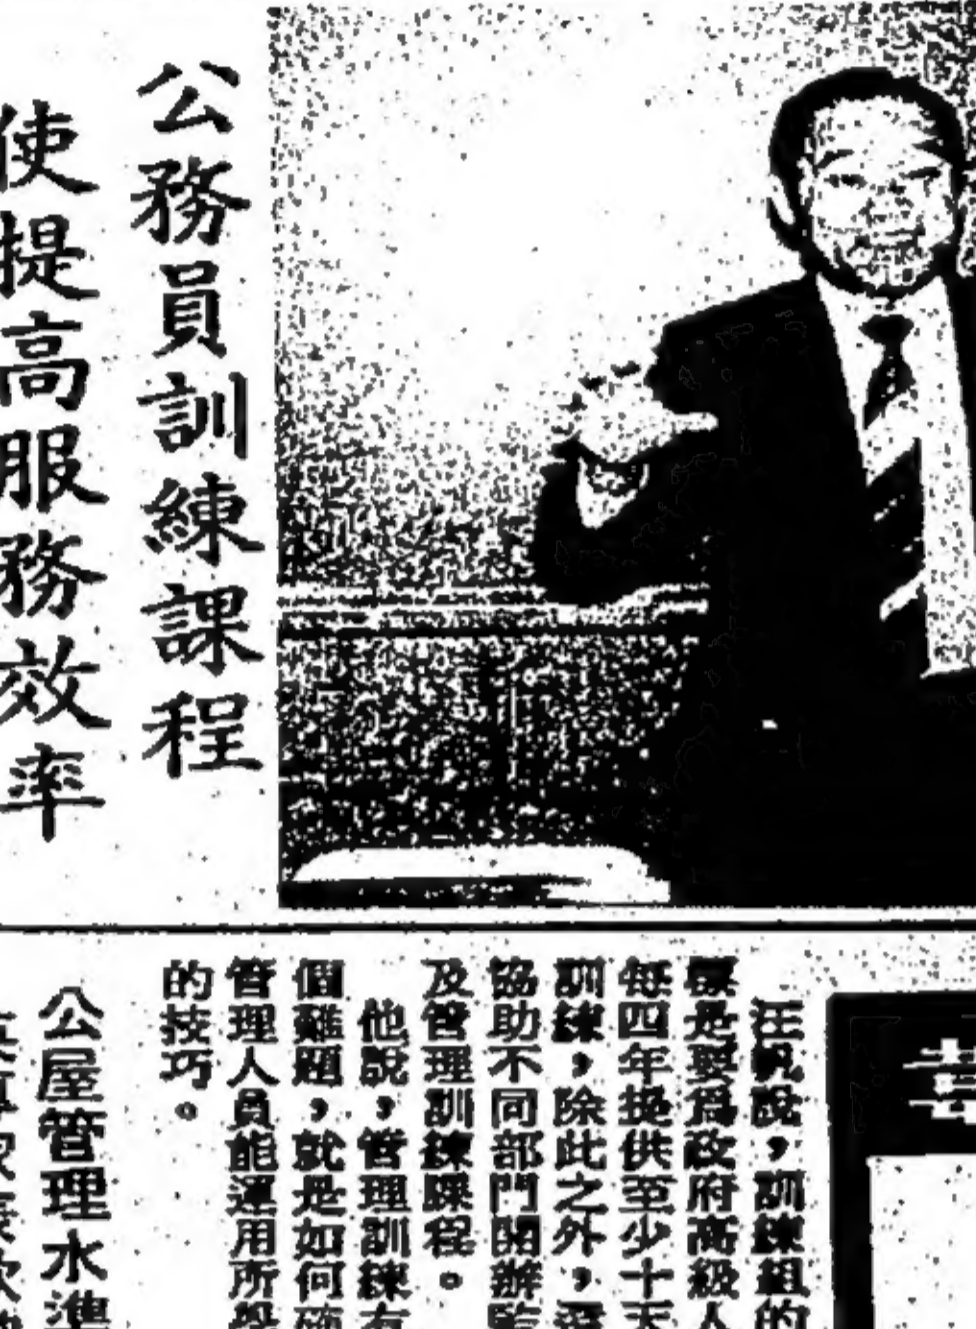 公務員訓練課程
使提高服務效率
汪帆說，訓練組的
是要為政府高級人
每四年提供至少十天
訓練，除此之外，還
協助不同部門開辦監
及管理訓練課程。
他說，管理訓練有
個難題，就是如何確
管理人員能運用所學
的技巧。
公屋管理水準